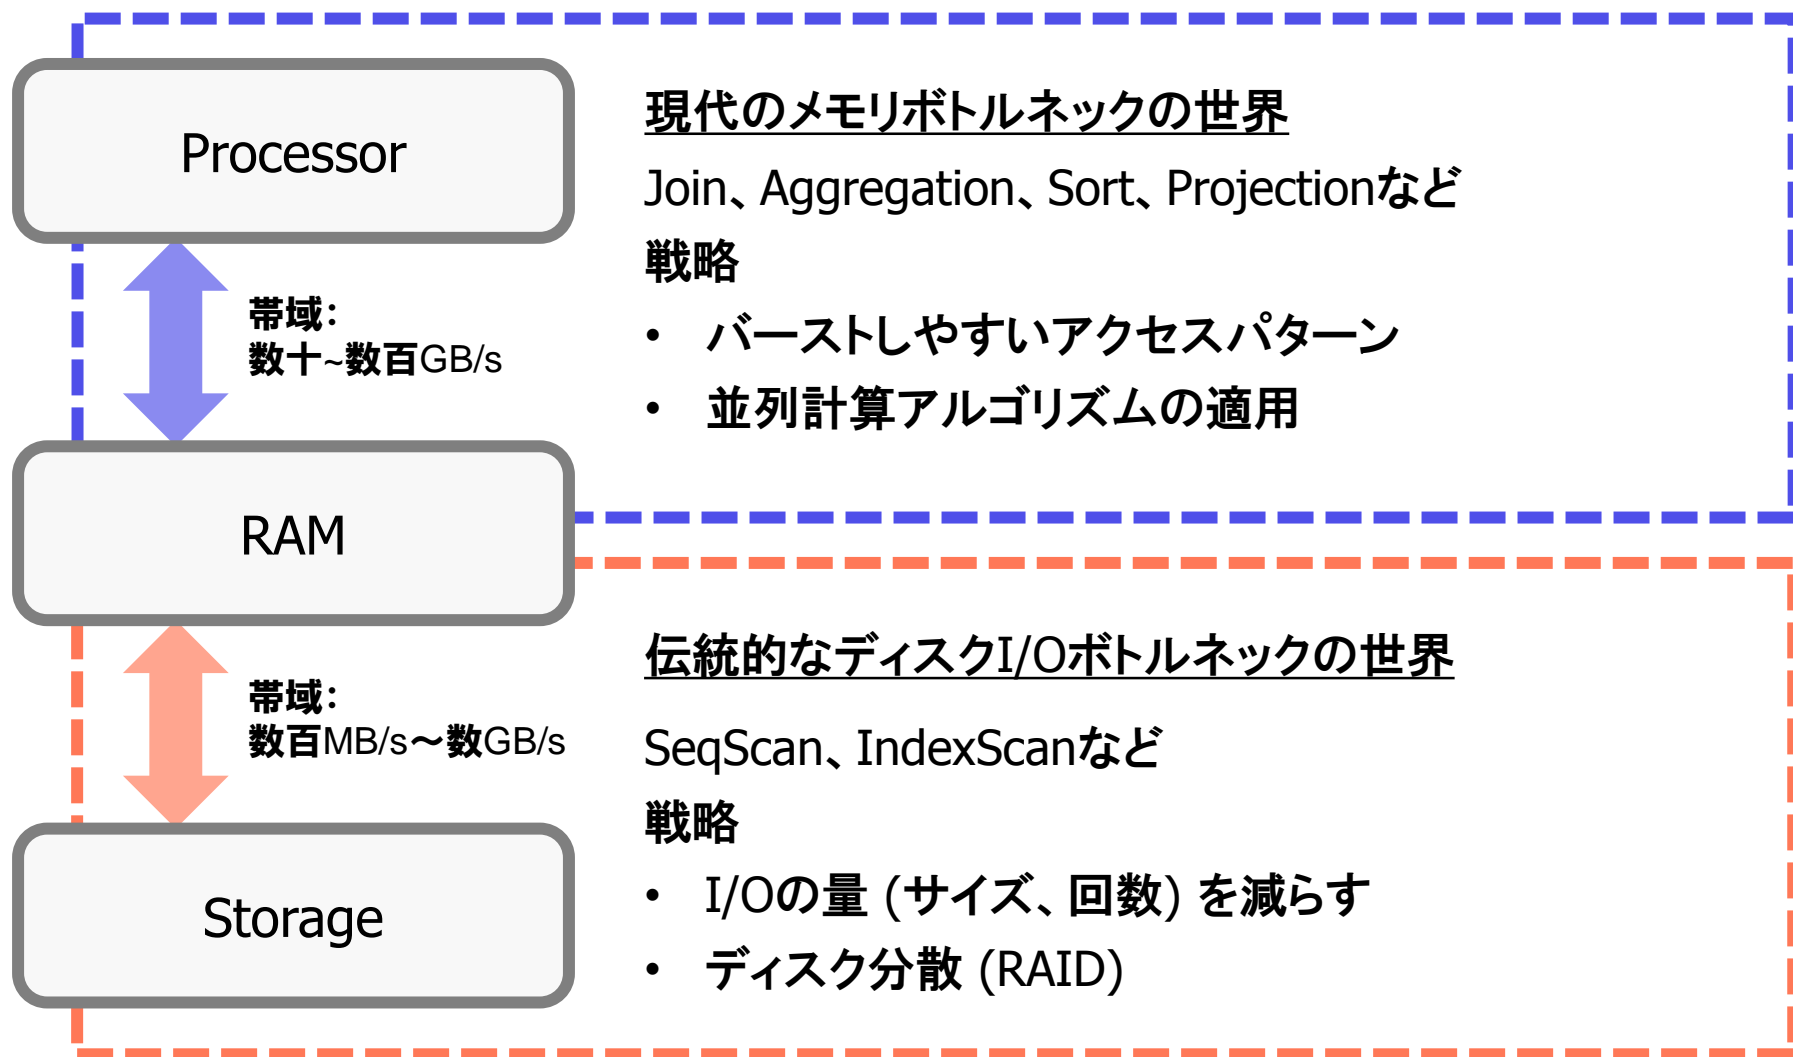 Processor
現代のメモリボトルネックの世界
Join、Aggregation、Sort、Projectionなど
戦略
• バーストしやすいアクセスパターン
• 並列計算アルゴリズムの適用
帯域:
数十~数百GB/s
RAM
伝統的なディスクI/Oボトルネックの世界
SeqScan、IndexScanなど
戦略
• I/Oの量 (サイズ、回数) を減らす
• ディスク分散 (RAID)
帯域:
数百MB/s～数GB/s
Storage